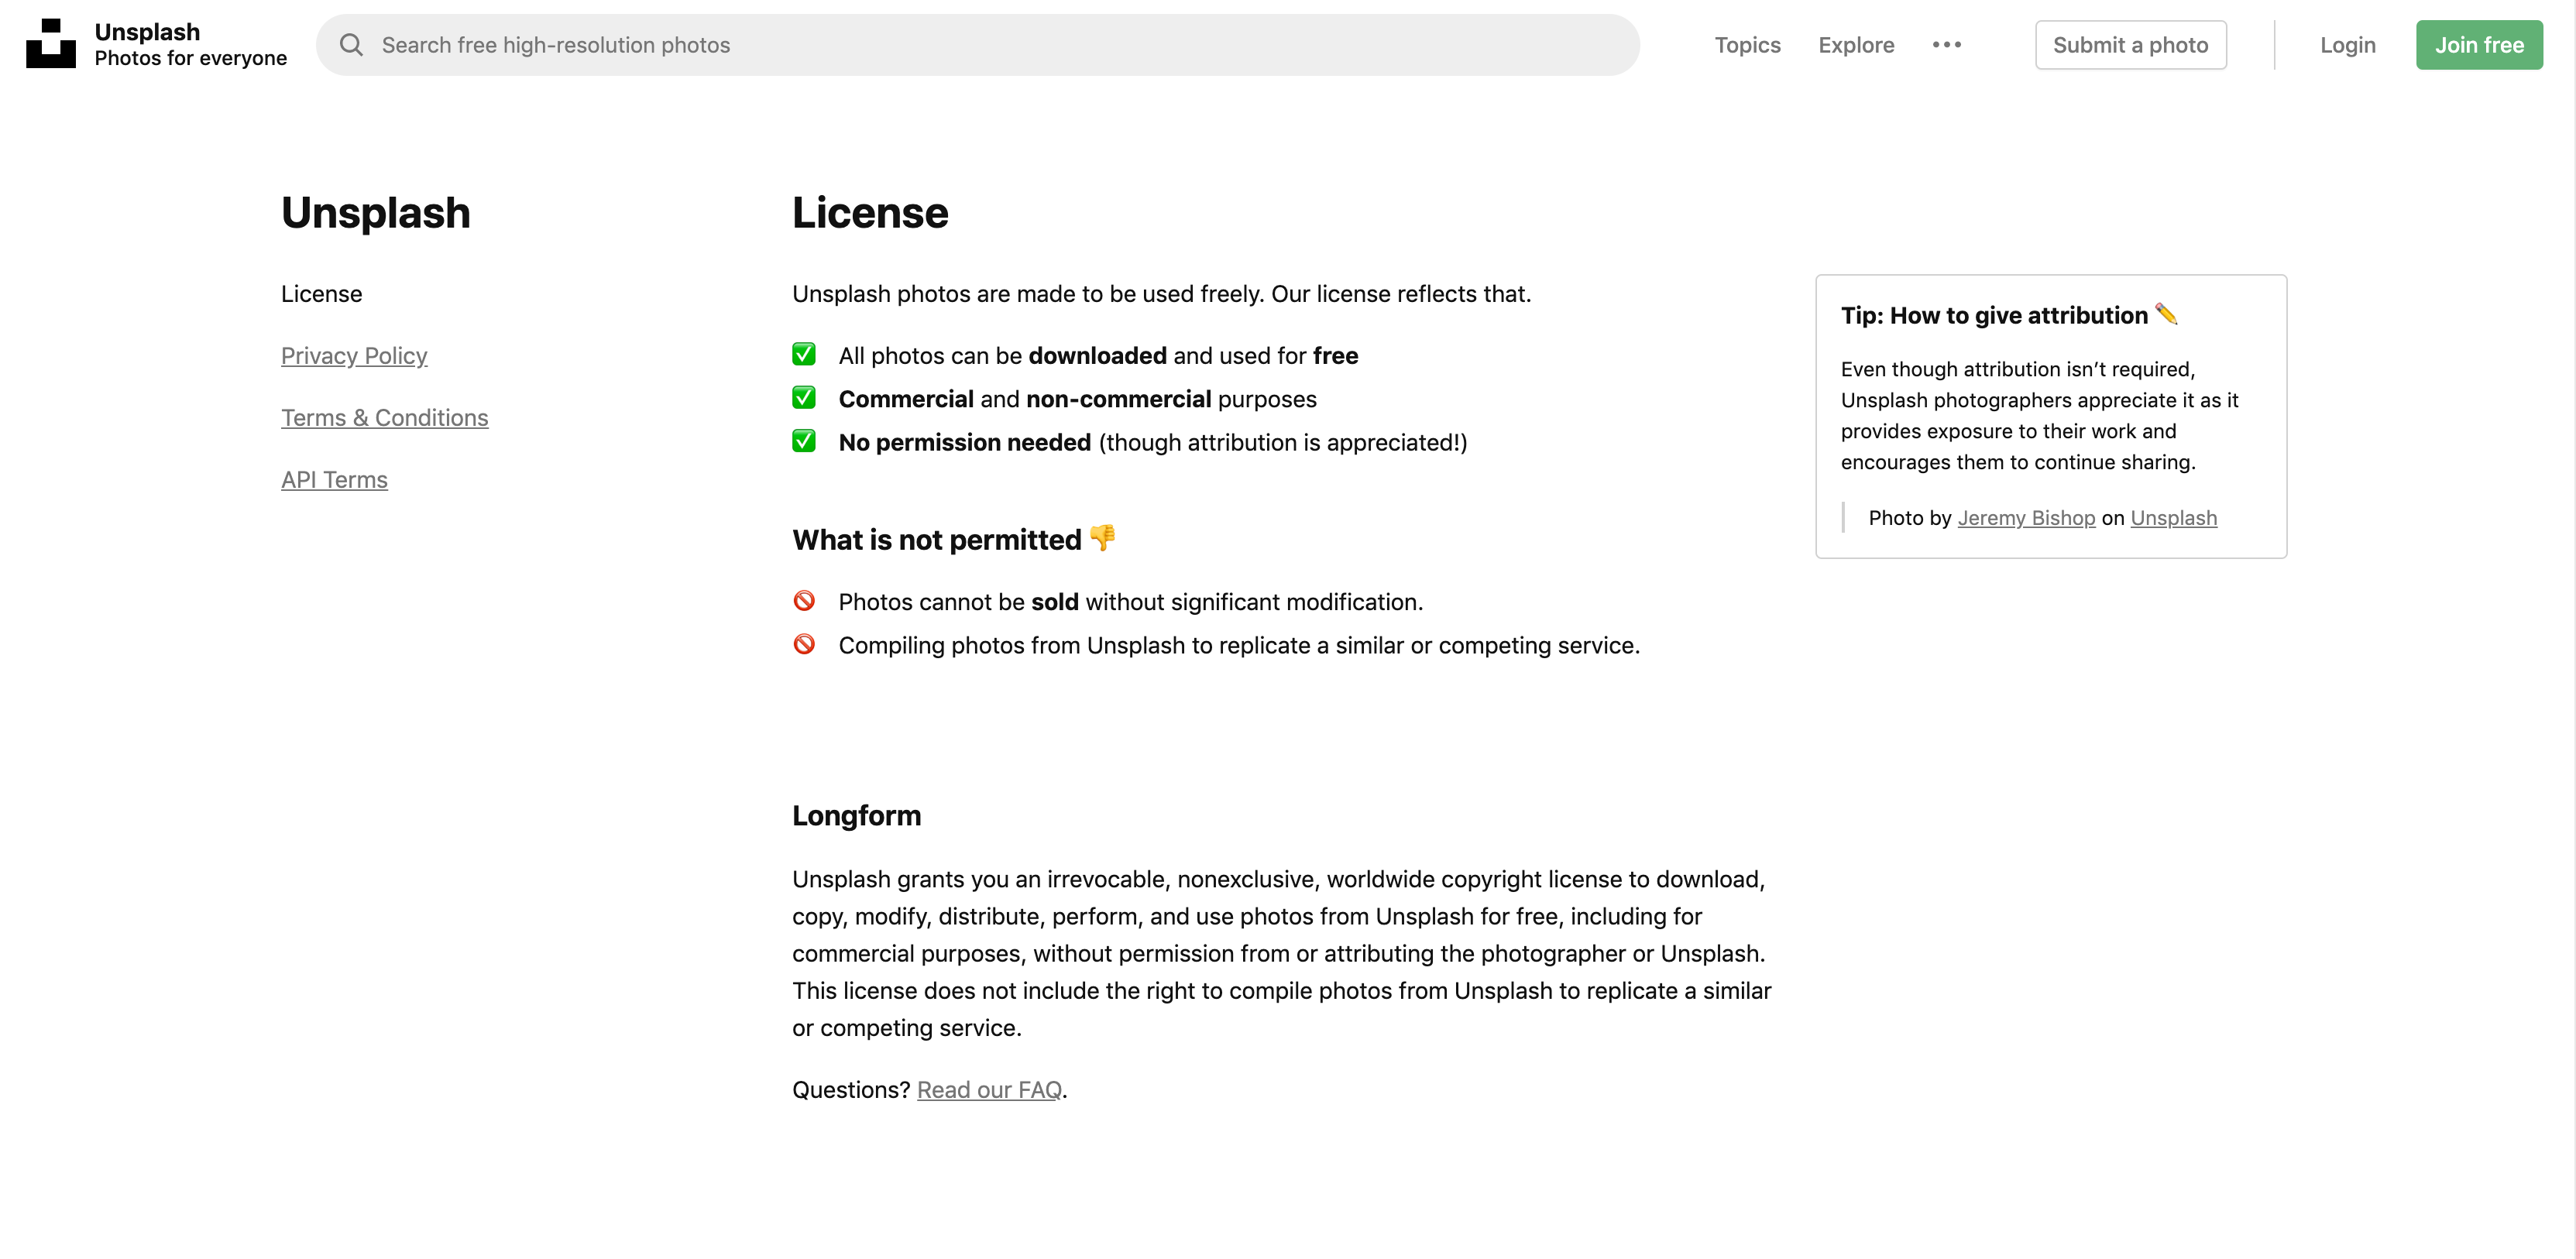 Unsplash
Photos for everyone
Search free high-resolution photos
Topics
Explore
•••
Submit a photo
Login
Join free
Unsplash
License
Privacy Policy
Terms & Conditions
API Terms
License
Unsplash photos are made to be used freely. Our license reflects that.
✅ All photos can be downloaded and used for free
✅ Commercial and non-commercial purposes
✅ No permission needed (though attribution is appreciated!)
What is not permitted 👎
🚫 Photos cannot be sold without significant modification.
🚫 Compiling photos from Unsplash to replicate a similar or competing service.
Longform
Unsplash grants you an irrevocable, nonexclusive, worldwide copyright license to download,
copy, modify, distribute, perform, and use photos from Unsplash for free, including for
commercial purposes, without permission from or attributing the photographer or Unsplash.
This license does not include the right to compile photos from Unsplash to replicate a similar
or competing service.
Questions? Read our FAQ.
Tip: How to give attribution ✏️
Even though attribution isn’t required,
Unsplash photographers appreciate it as it
provides exposure to their work and
encourages them to continue sharing.
Photo by Jeremy Bishop on Unsplash